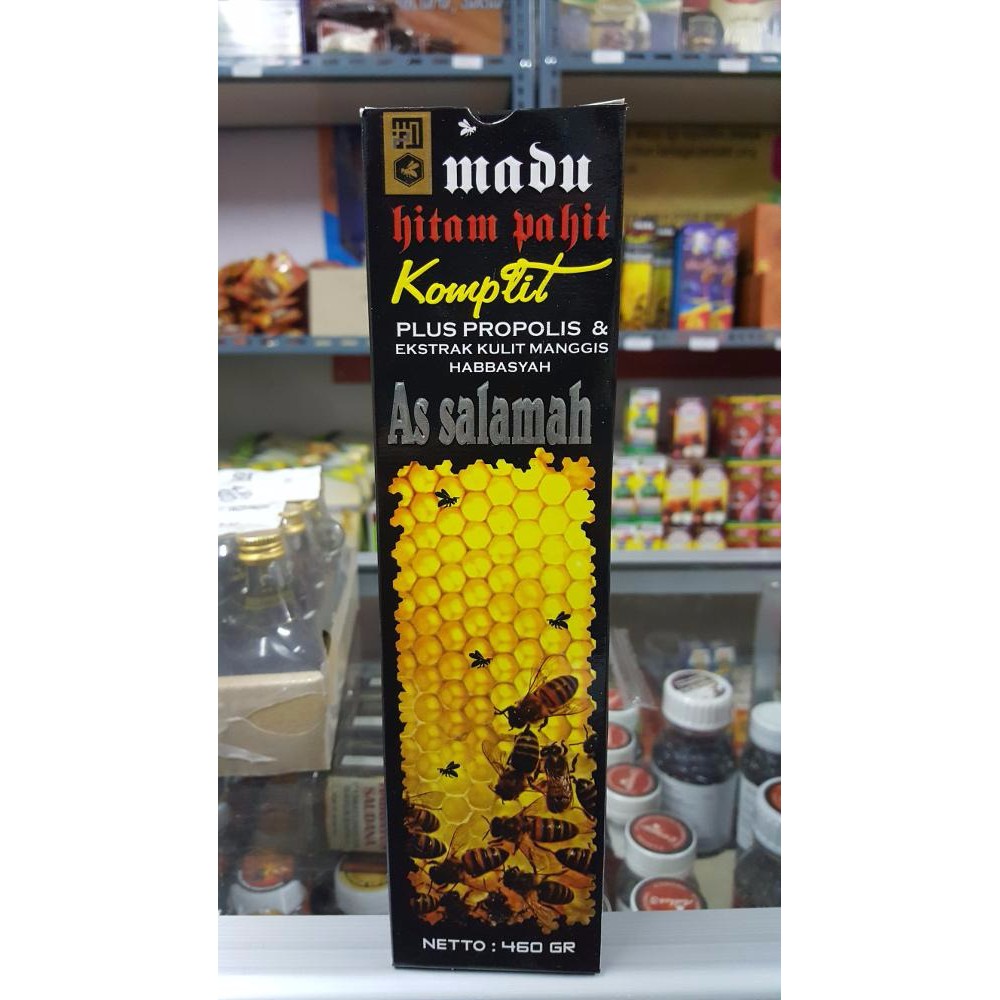 madu
hitam pahit
Komplit
PLUS PROPOLIS &
EKSTRAK KULIT MANGGIS
HABBASYAH
As salamah
NETTO : 460 GR